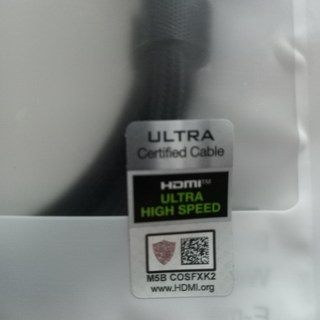 ULTRA
Certified Cable
HDMI™
ULTRA
HIGH SPEED
M5B COSFXK2
www.HDMI.org